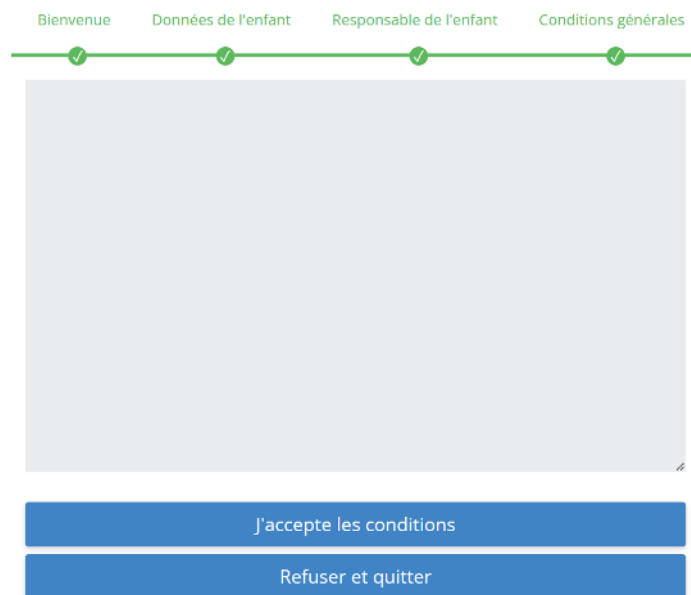 Bienvenue Données de l'enfant Responsable de l'enfant Conditions générales
J'accepte les conditions
Refuser et quitter